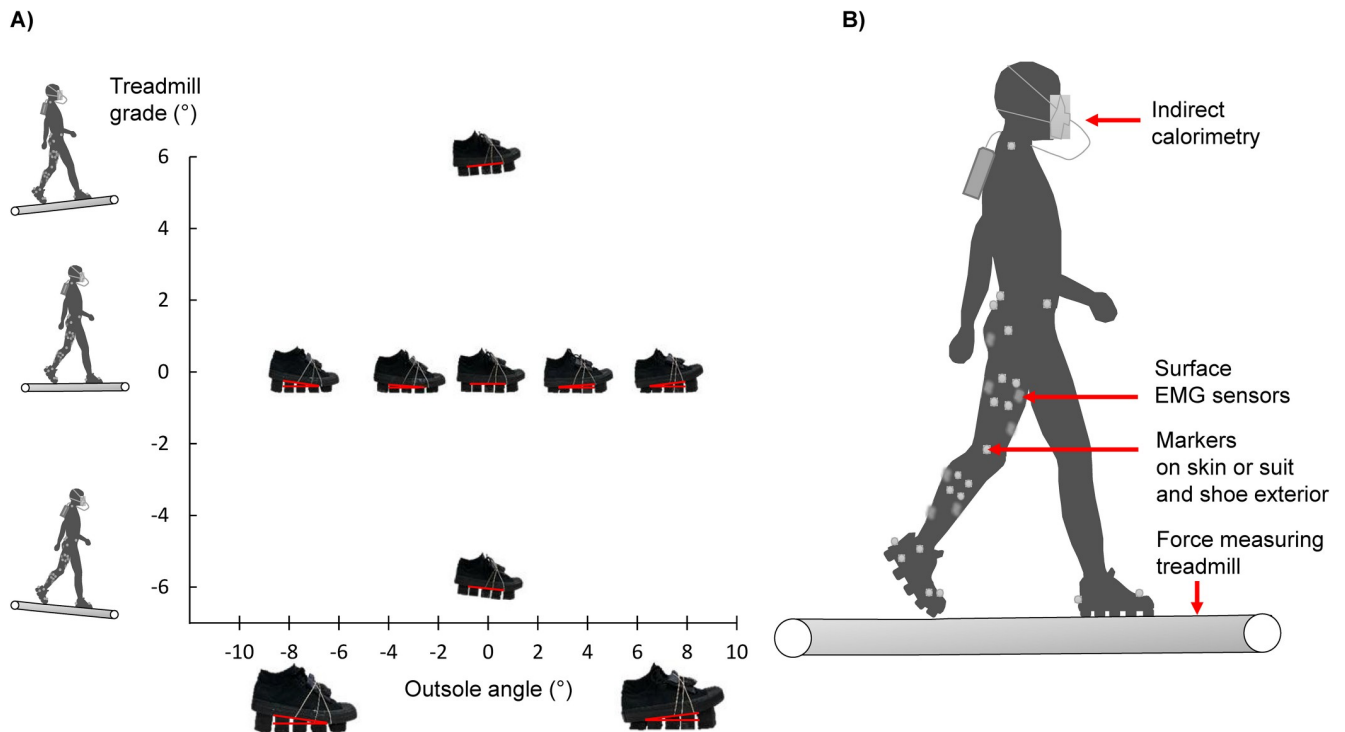 A)
Treadmill
grade (°)
6
4
2
0
-2
-4
-6
-10 -8 -6 -4 -2 0 2 4 6 8 10
Outsole angle (°)
B)
Indirect
calorimetry
Surface
EMG sensors
Markers
on skin or suit
and shoe exterior
Force measuring
treadmill